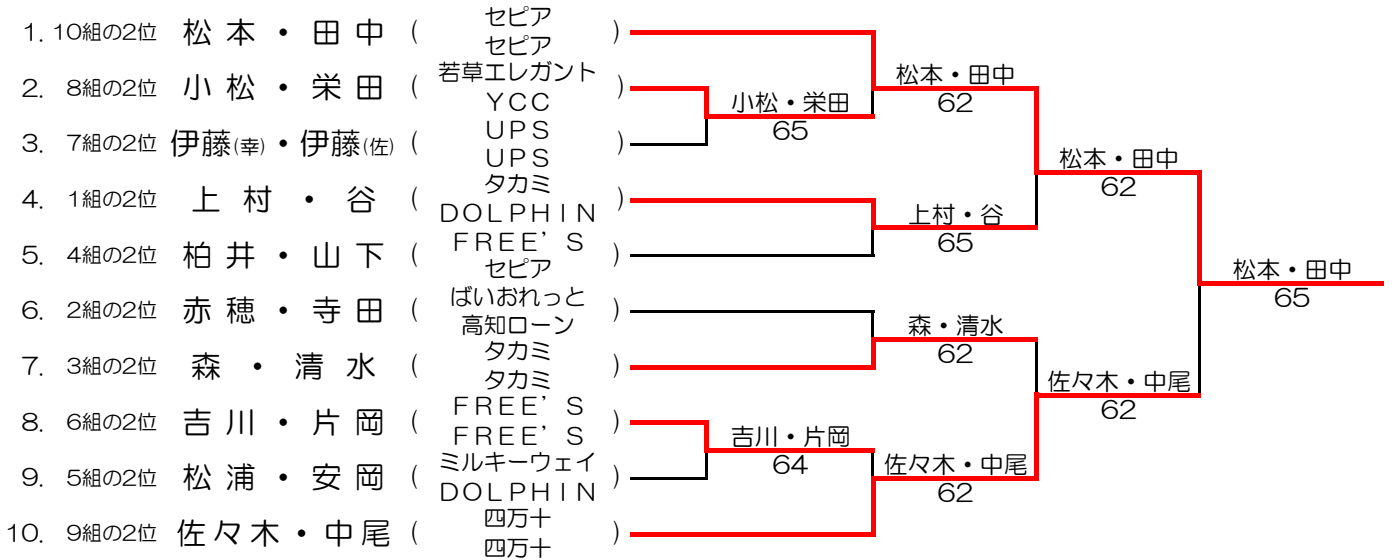 1. 10組の2位 松本・田中 ( セピア セピア )
2. 8組の2位 小松・栄田 ( 若草エレガント YCC )
3. 7組の2位 伊藤(幸)・伊藤(佐) ( UPS UPS )
4. 1組の2位 上村・谷 ( タカミ DOLPHIN )
5. 4組の2位 柏井・山下 ( FREE'S セピア )
6. 2組の2位 赤穂・寺田 ( ばいおれっと 高知ローン )
7. 3組の2位 森・清水 ( タカミ タカミ )
8. 6組の2位 吉川・片岡 ( FREE'S FREE'S )
9. 5組の2位 松浦・安岡 ( ミルキーウェイ DOLPHIN )
10. 9組の2位 佐々木・中尾 ( 四万十 四万十 )
小松・栄田
65
吉川・片岡
64
松本・田中
62
上村・谷
65
森・清水
62
佐々木・中尾
62
松本・田中
62
佐々木・中尾
62
松本・田中
65